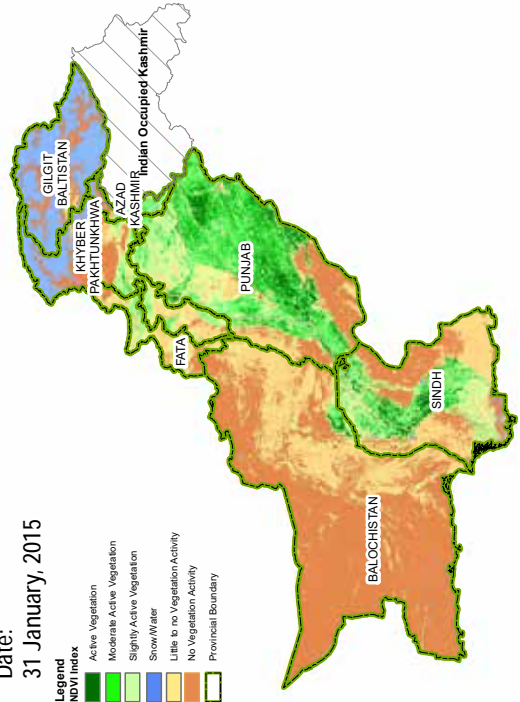 Date:
31 January, 2015
Legend
NDVI Index
Active Vegetation
Moderate Active Vegetation
Slightly Active Vegetation
Snow/Water
Little to no Vegetation Activity
No Vegetation Activity
Provincial Boundary
GILGIT
BALTISTAN
KHYBER
PAKHTUNKHWA
AZAD
KASHMIR
Indian Occupied Kashmir
FATA
PUNJAB
BALOCHISTAN
SINDH